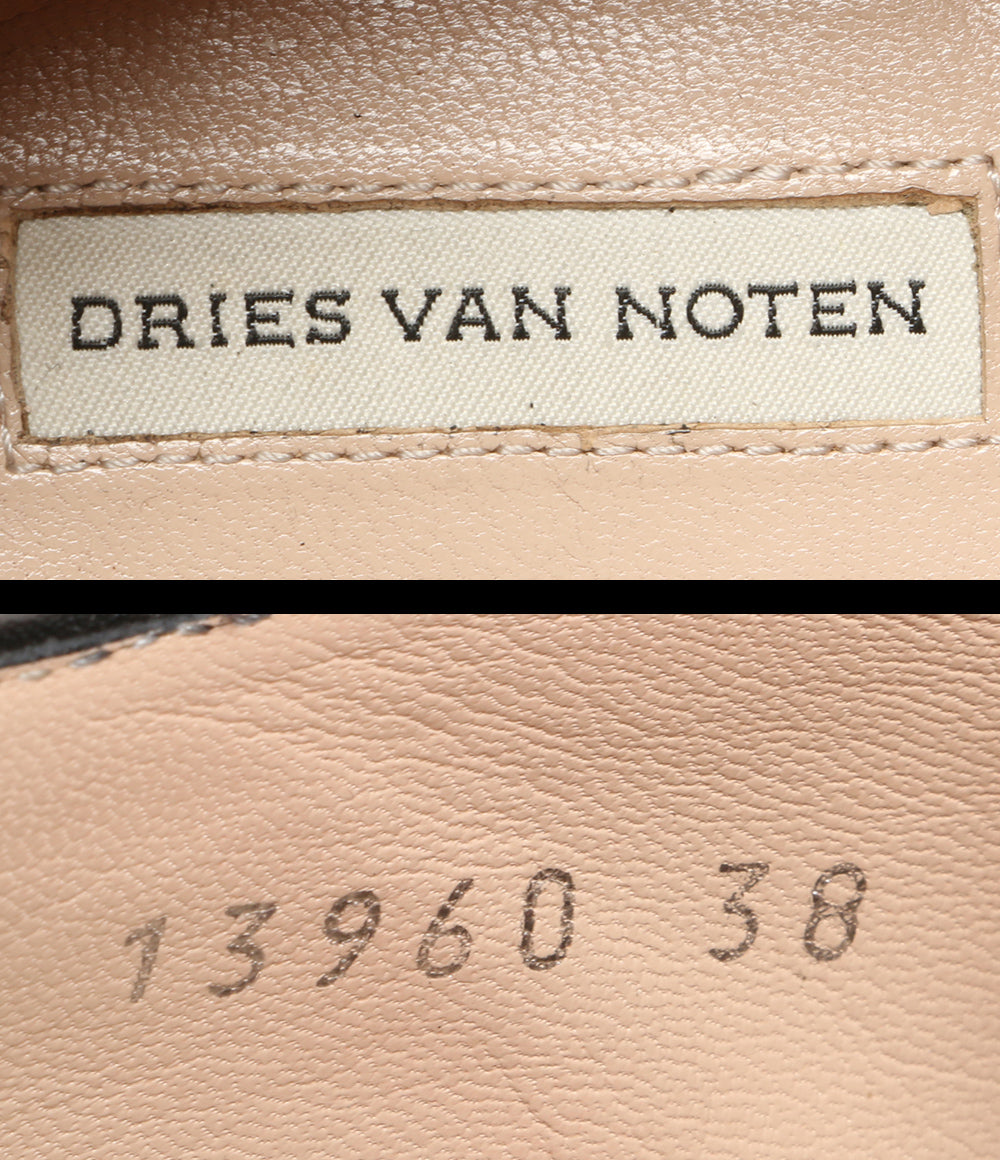 DRIES VAN NOTEN
13960 38